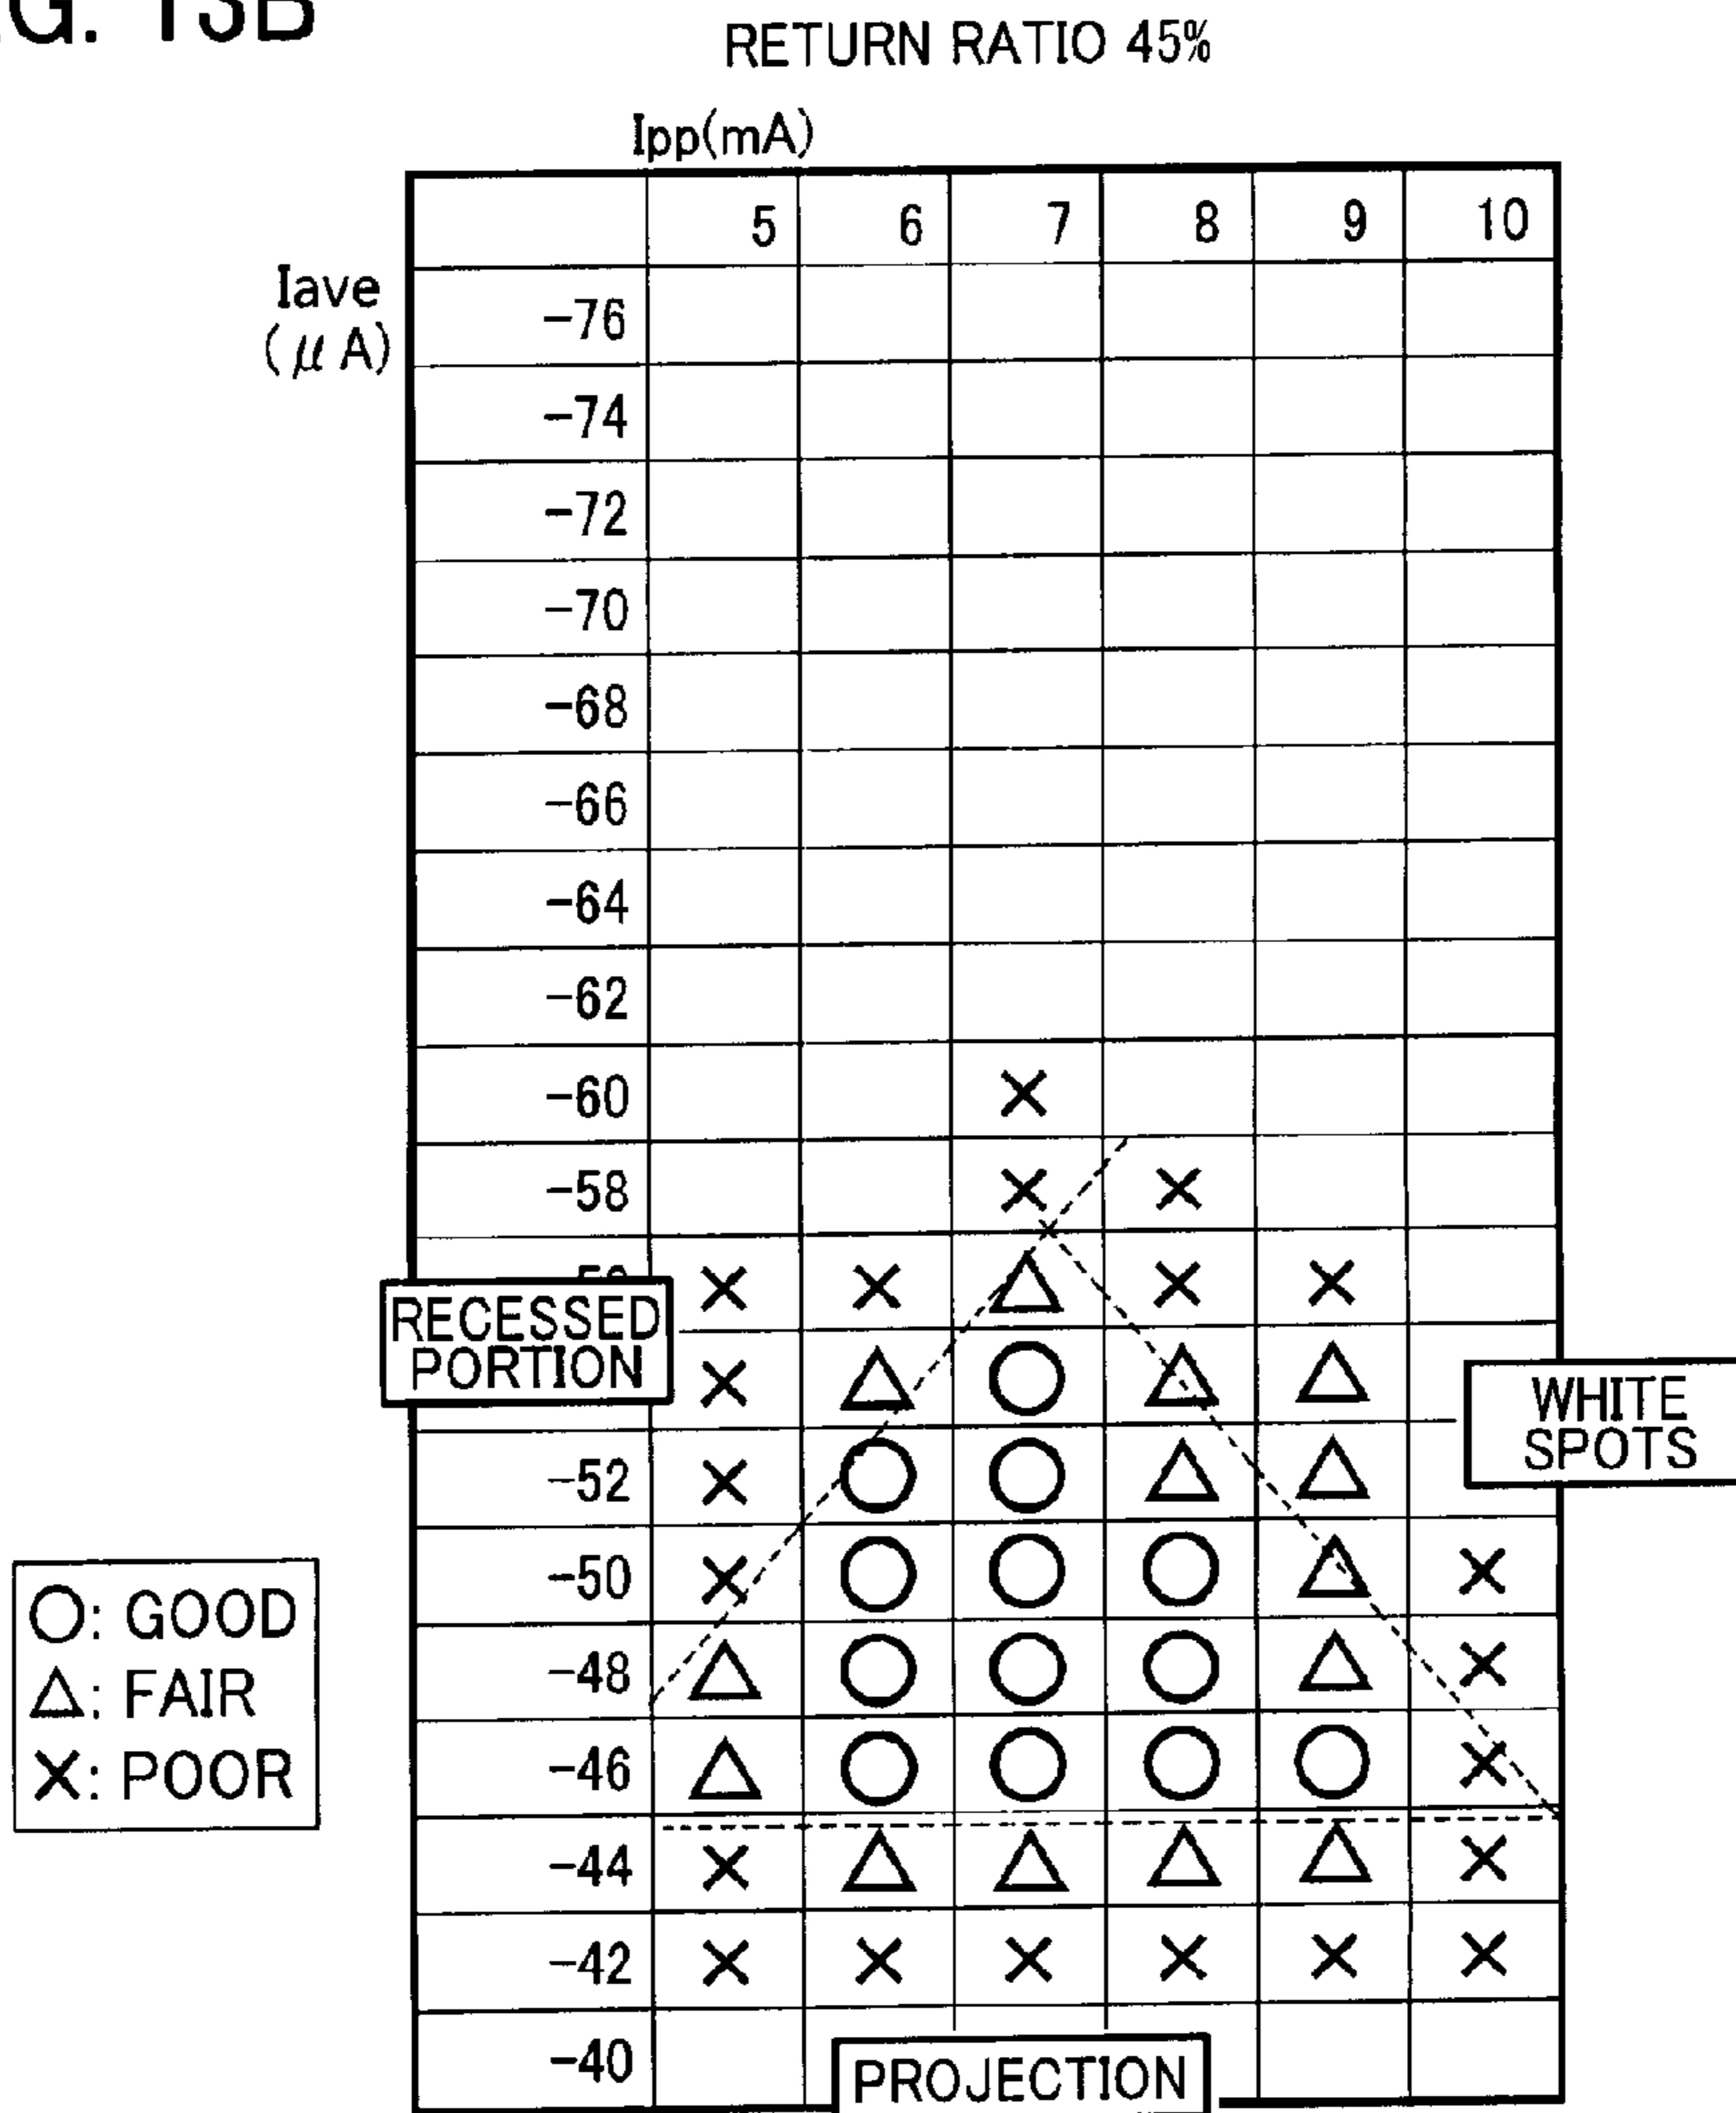 G. 13B
RETURN RATIO 45%
Ipp(mA)
5 6 7 8 9 10
Iave
(μA)
-76
-74
-72
-70
-68
-66
-64
-62
-60 ×
-58 × ×
× × △ × ×
RECESSED
PORTION
× △ ○ △ △
WHITE
SPOTS
-52 × ○ ○ △ △
-50 × ○ ○ ○ △ ×
-48 △ ○ ○ ○ △ ×
-46 △ ○ ○ ○ ○ ×
-44 × △ △ △ △ ×
-42 × × × × × ×
-40
PROJECTION
○: GOOD
△: FAIR
×: POOR